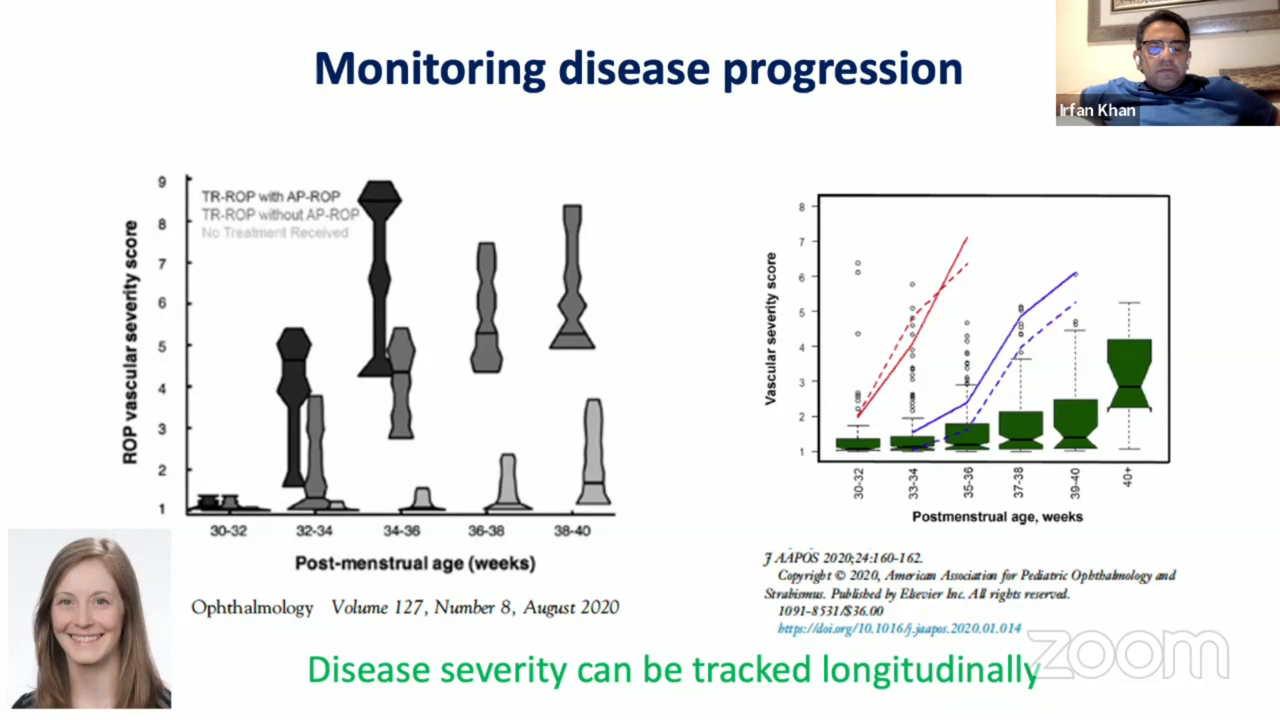 Monitoring disease progression
Irfan Khan
ROP vascular severity score
9
8
7
6
5
4
3
2
1
TR-ROP with AP-ROP
TR-ROP without AP-ROP
No Treatment Received
30-32
32-34
34-36
36-38
38-40
Post-menstrual age (weeks)
Ophthalmology Volume 127, Number 8, August 2020
Vascular severity score
8
7
6
5
4
3
2
1
30-32
33-34
35-36
37-38
39-40
40+
Postmenstrual age, weeks
J AAPOS 2020;24:160-162.
Copyright © 2020, American Association for Pediatric Ophthalmology and
Strabismus. Published by Elsevier Inc. All rights reserved.
1091-8531/$36.00
https://doi.org/10.1016/j.jaapos.2020.01.014
Disease severity can be tracked longitudinally
zoom